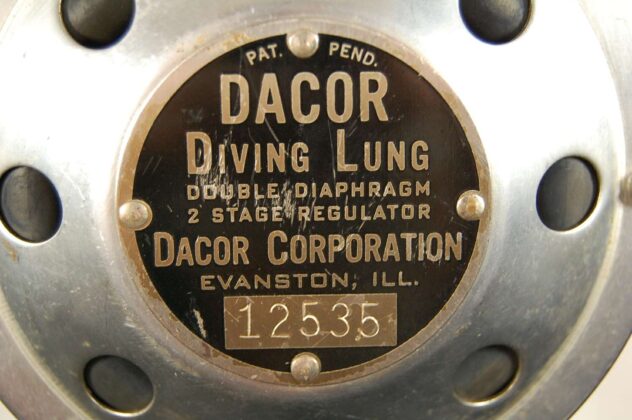 PAT. PEND.
DACOR
DIVING LUNG
DOUBLE DIAPHRAGM
2 STAGE REGULATOR
DACOR CORPORATION
EVANSTON, ILL.
12535